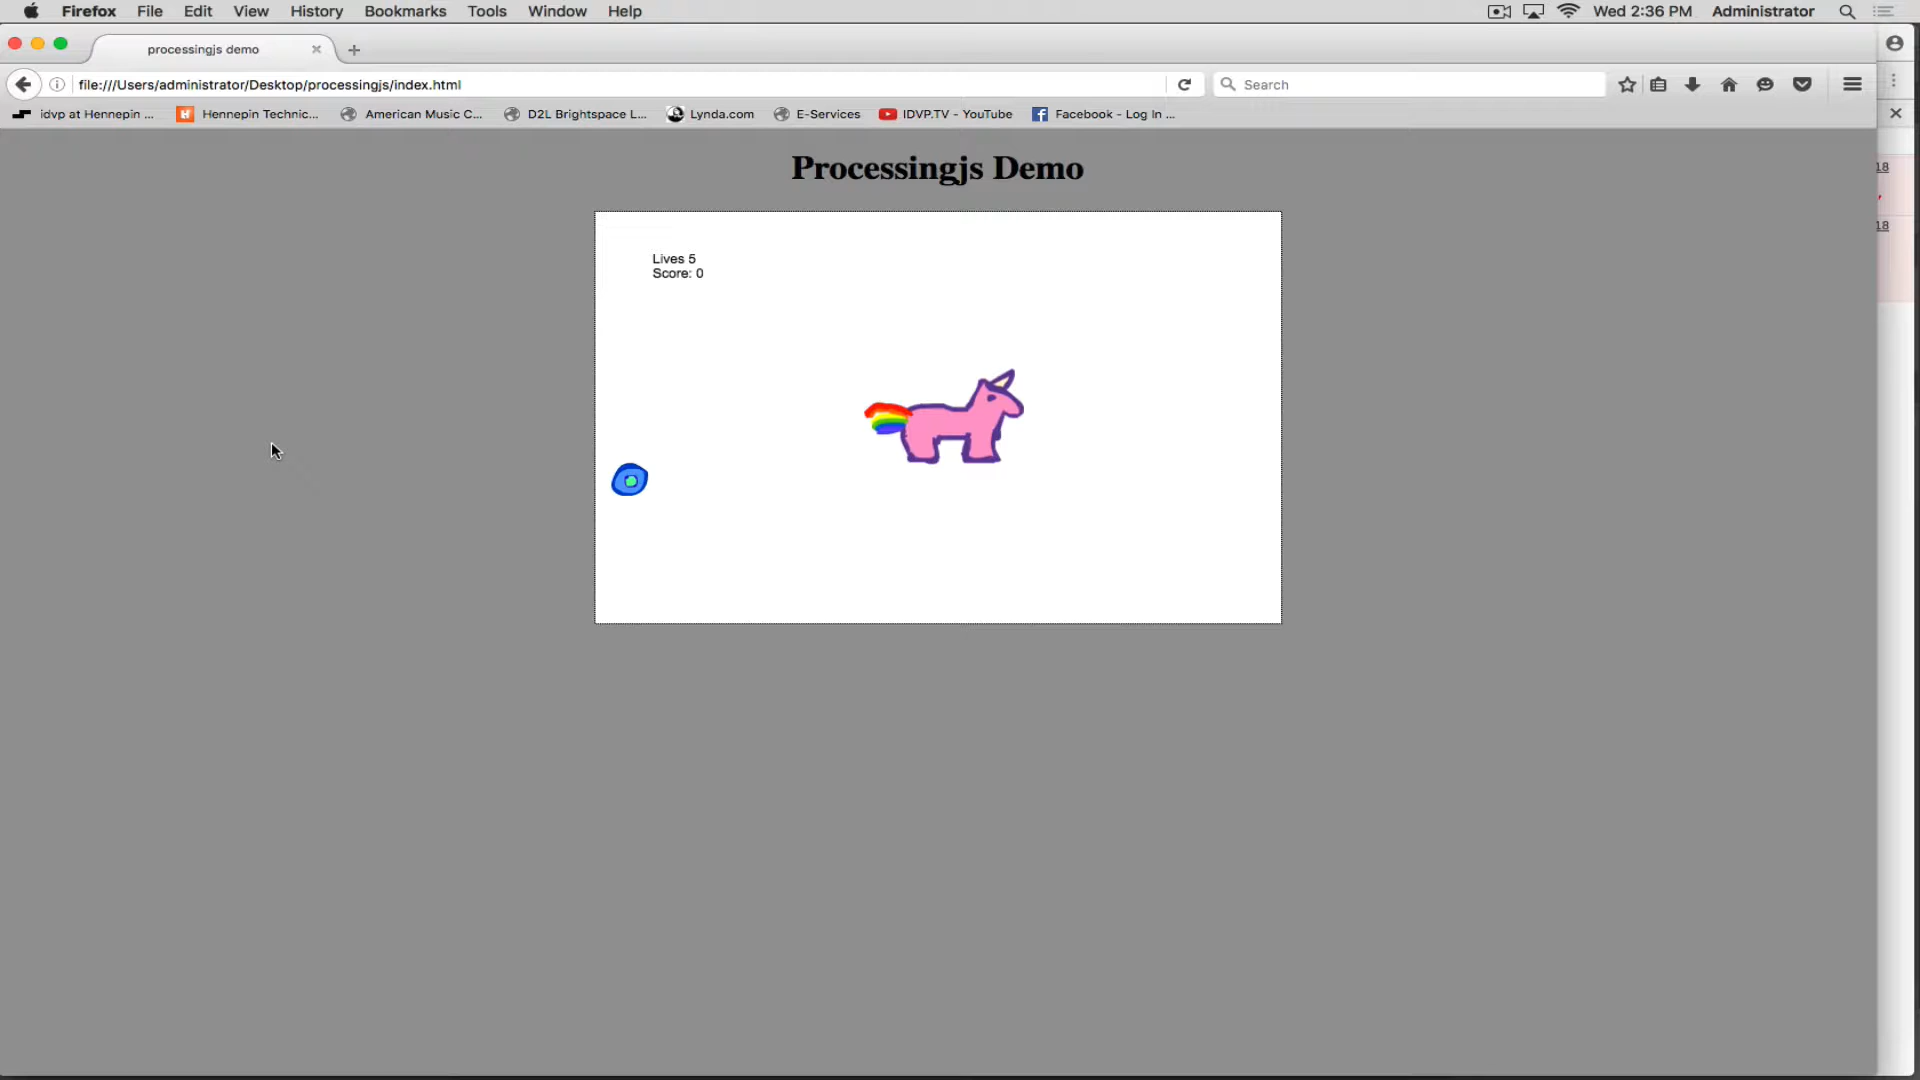 Firefox File Edit View History Bookmarks Tools Window Help Wed 2:36 PM Administrator
processingjs demo
file:///Users/administrator/Desktop/processingjs/index.html Search
idvp at Hennepin ... Hennepin Technic... American Music C... D2L Brightspace L... Lynda.com E-Services IDVP.TV - YouTube Facebook - Log In ...
Processingjs Demo
18
18
Lives 5
Score: 0